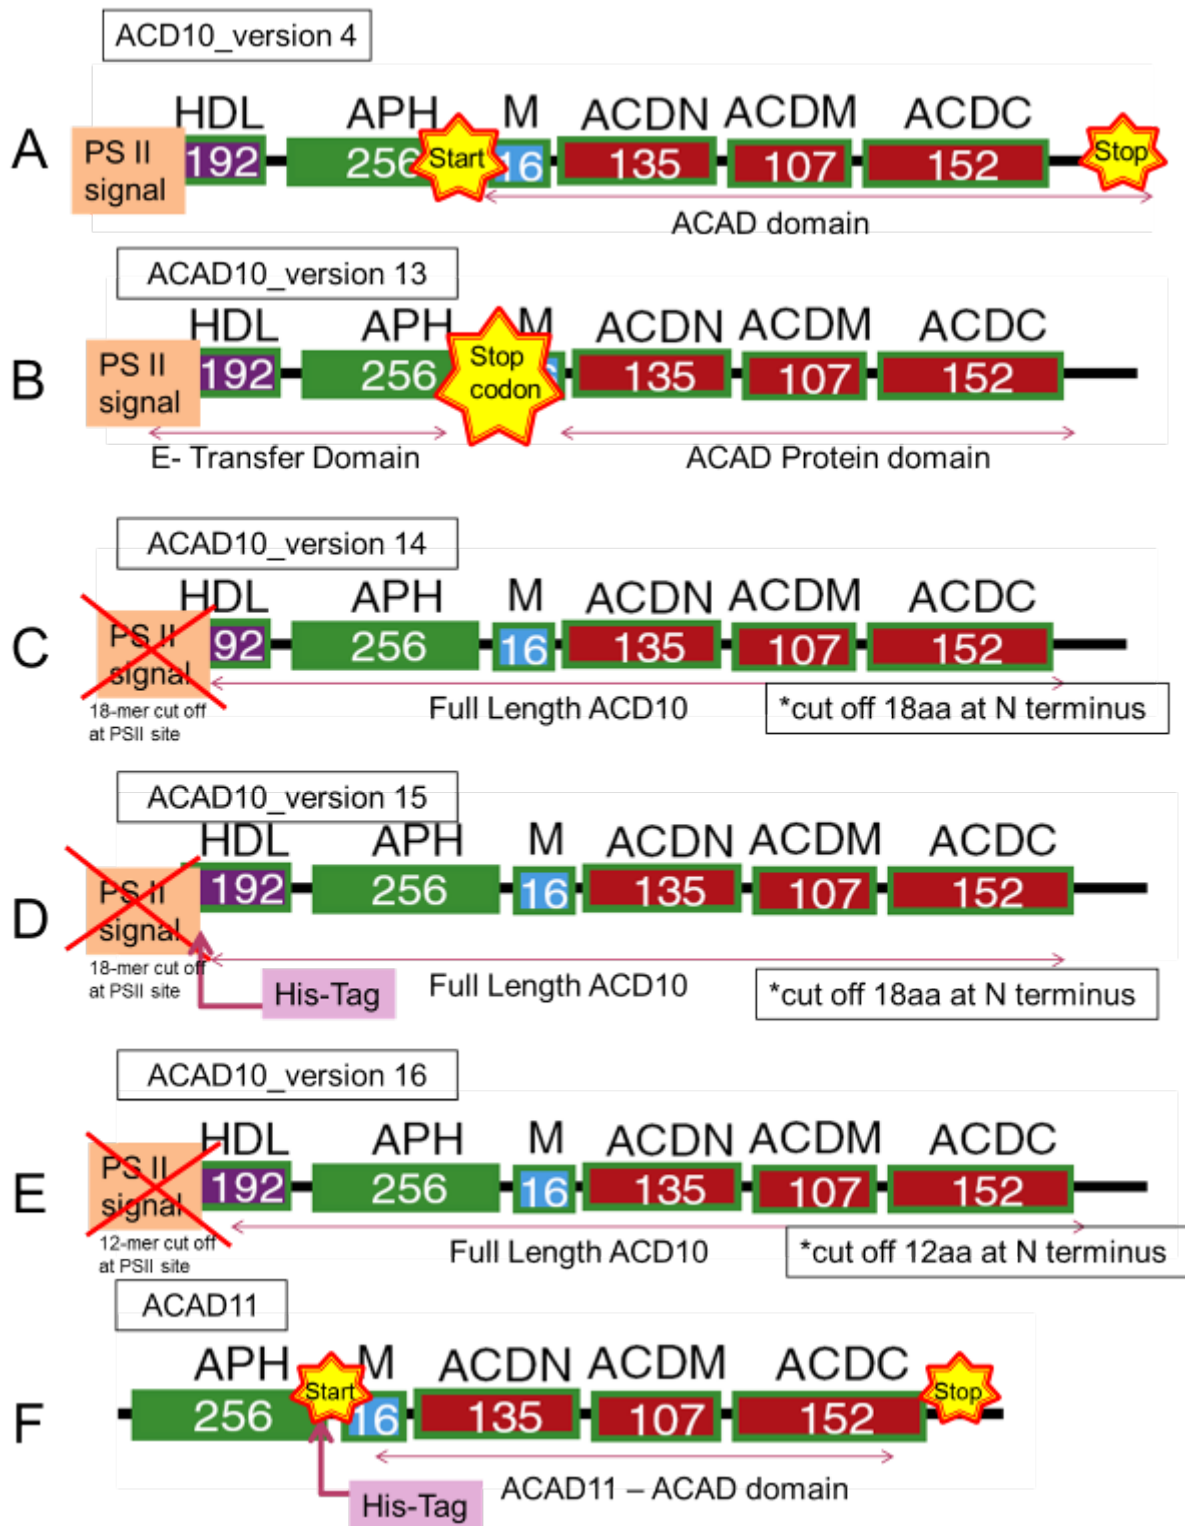 ACD10_version 4
HDL APH M ACDN ACDM ACDC
A
PS II
signal
192 256 Start 16 135 107 152 Stop
ACAD domain
ACAD10_version 13
HDL APH M ACDN ACDM ACDC
B
PS II
signal
192 256 Stop
codon
135 107 152
E- Transfer Domain ACAD Protein domain
ACAD10_version 14
HDL APH M ACDN ACDM ACDC
C
PS II
signal
92 256 16 135 107 152
18-mer cut off
at PSII site
Full Length ACD10 *cut off 18aa at N terminus
ACAD10_version 15
HDL APH M ACDN ACDM ACDC
D
PS II
signal
192 256 16 135 107 152
18-mer cut off
at PSII site
His-Tag
Full Length ACD10 *cut off 18aa at N terminus
ACAD10_version 16
HDL APH M ACDN ACDM ACDC
E
PS II
signal
192 256 16 135 107 152
12-mer cut off
at PSII site
Full Length ACD10 *cut off 12aa at N terminus
ACAD11
APH M ACDN ACDM ACDC
F
256 Start 16 135 107 152 Stop
ACAD11 – ACAD domain
His-Tag